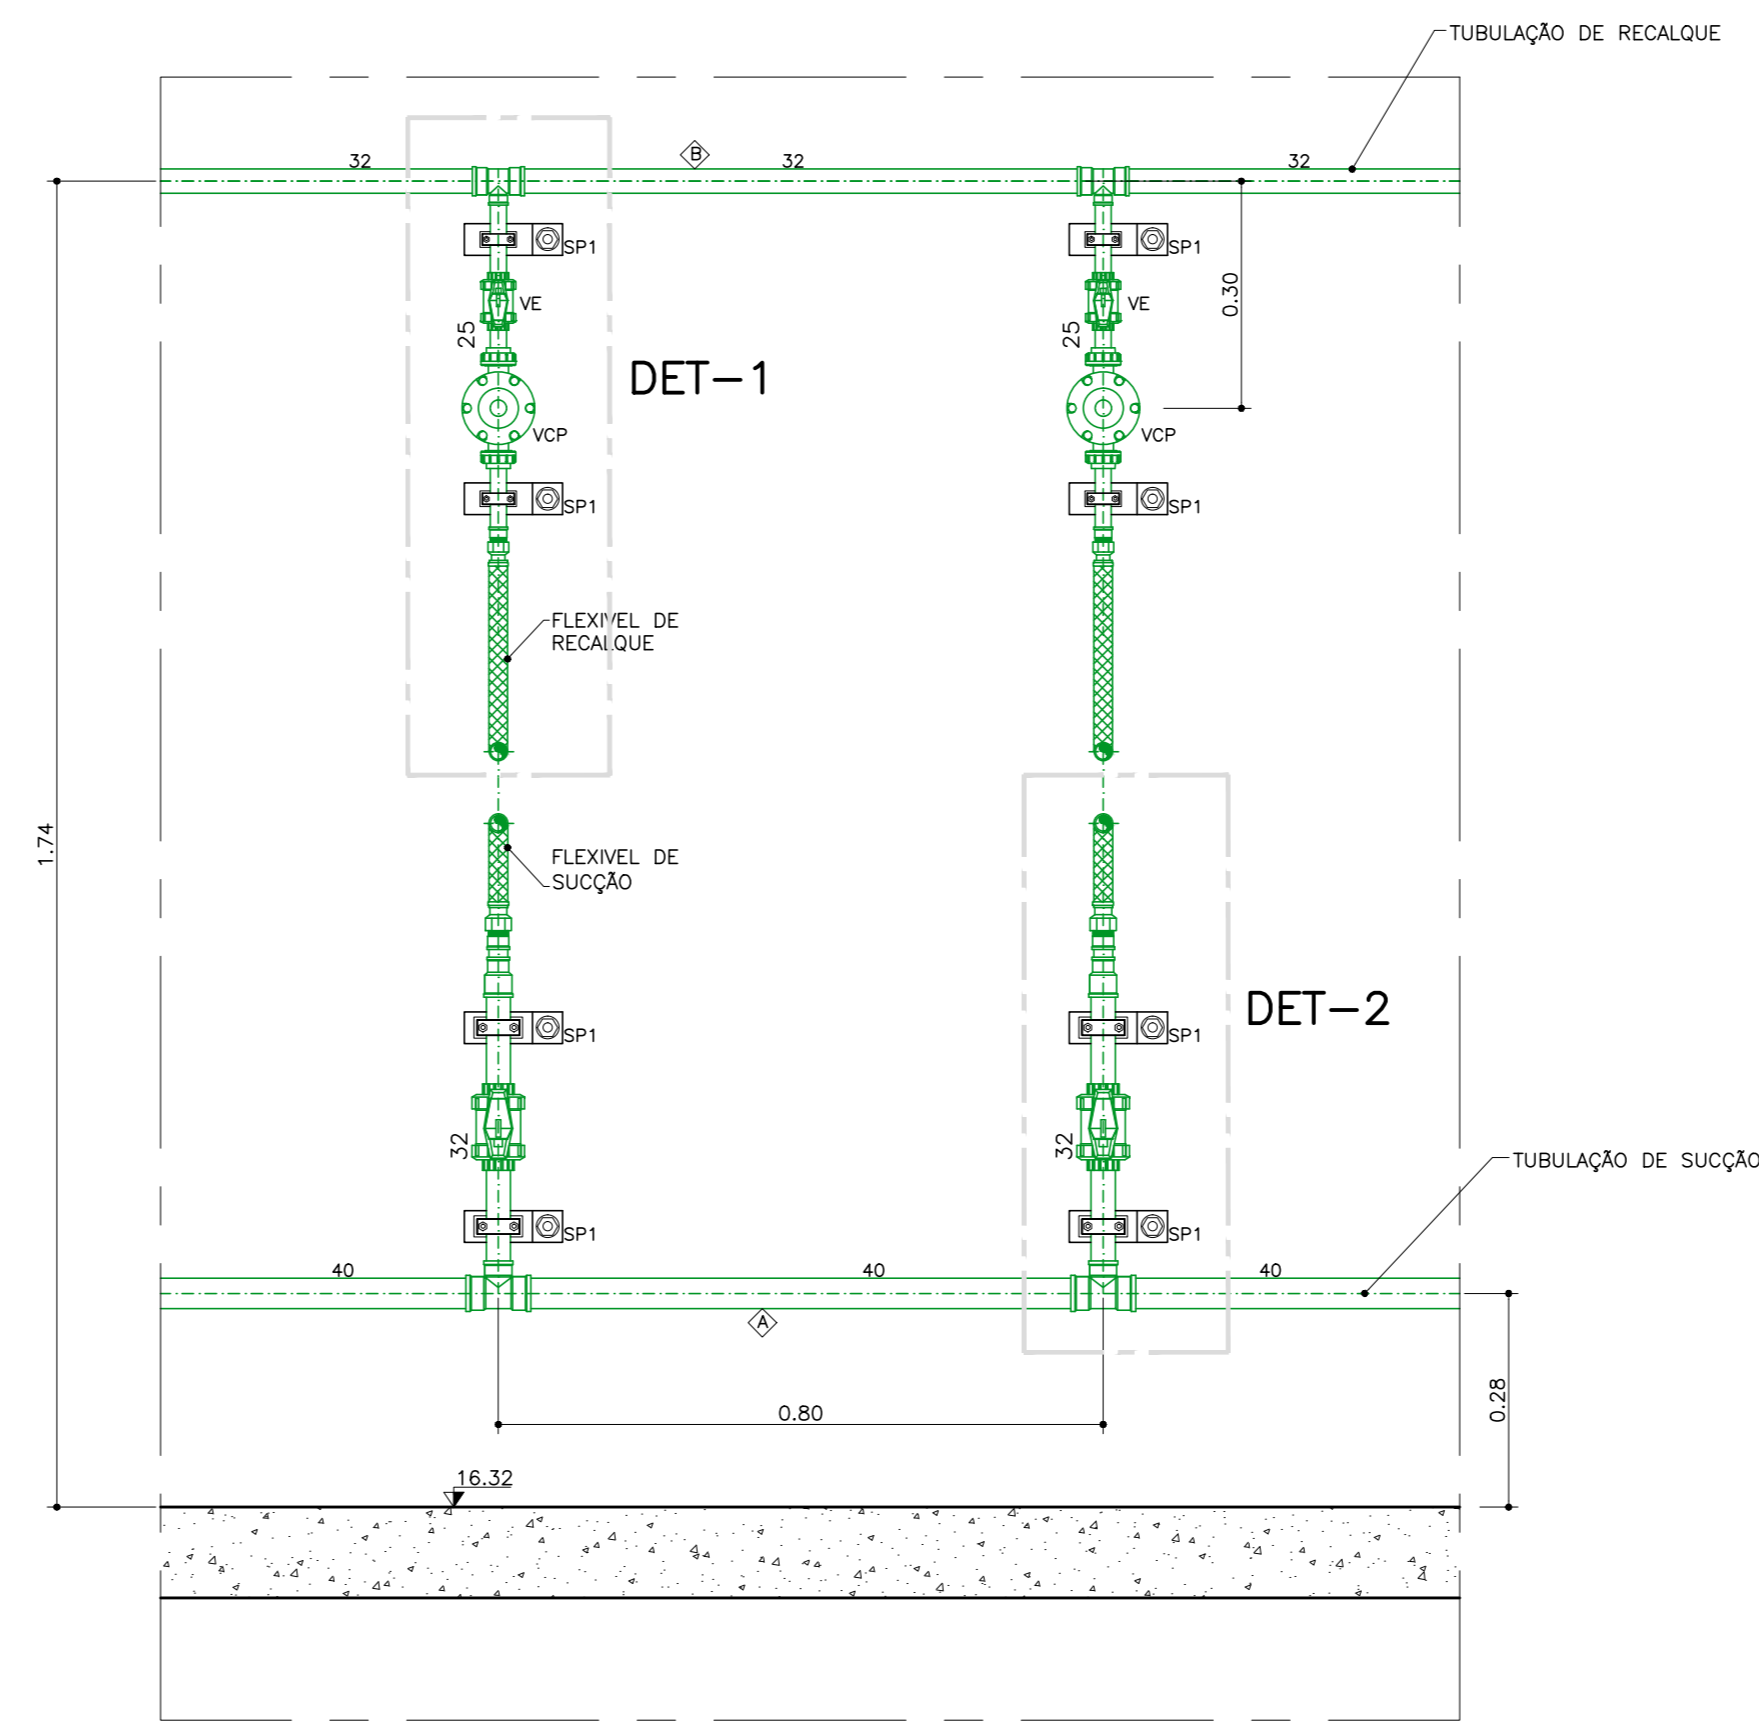 TUBULAÇÃO DE RECALQUE
32
B
32
32
SP1
SP1
VE
VE
0.30
25
25
DET-1
VCP
VCP
SP1
SP1
FLEXIVEL DE
RECALQUE
1.74
FLEXIVEL DE
SUCÇÃO
DET-2
SP1
SP1
32
32
TUBULAÇÃO DE SUCÇÃO
SP1
SP1
40
40
40
A
0.28
0.80
16.32